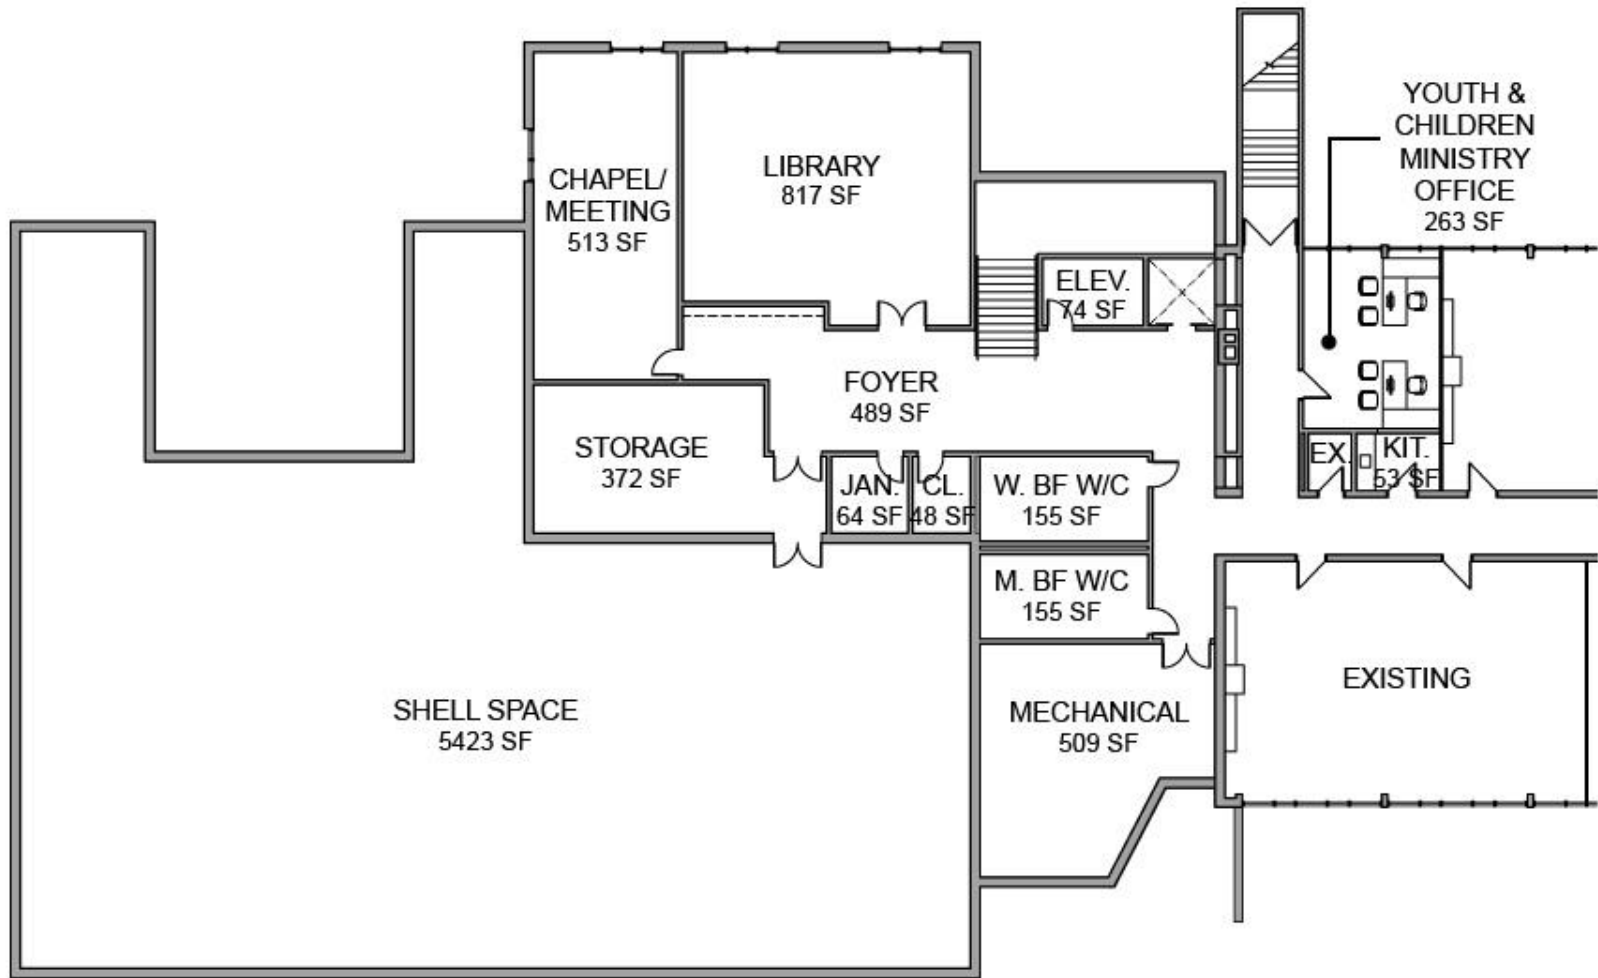 YOUTH &
CHILDREN
MINISTRY
OFFICE
263 SF
CHAPEL/
MEETING
513 SF
LIBRARY
817 SF
ELEV.
74 SF
FOYER
489 SF
STORAGE
372 SF
JAN.
64 SF
CL.
48 SF
W. BF W/C
155 SF
EX.
KIT.
53 SF
M. BF W/C
155 SF
SHELL SPACE
5423 SF
MECHANICAL
509 SF
EXISTING